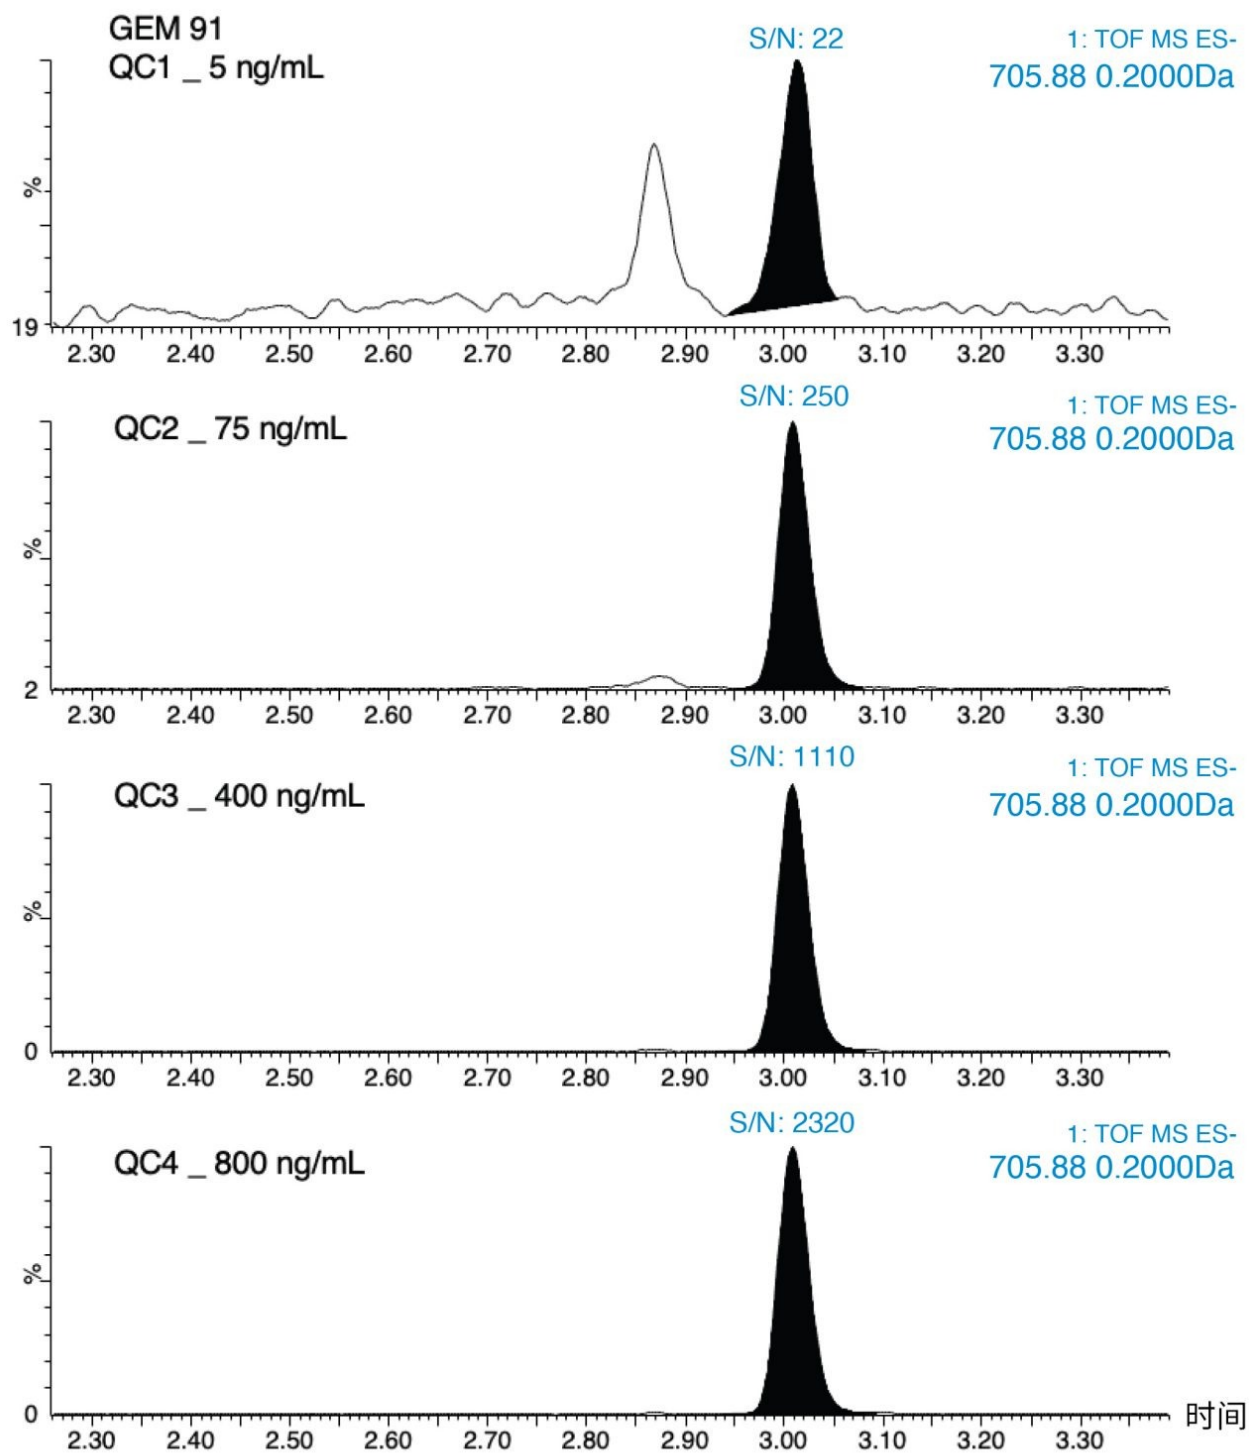 GEM 91
QC1 _ 5 ng/mL
S/N: 22
1: TOF MS ES-
705.88 0.2000Da
%
19
2.30 2.40 2.50 2.60 2.70 2.80 2.90 3.00 3.10 3.20 3.30
QC2 _ 75 ng/mL
S/N: 250
1: TOF MS ES-
705.88 0.2000Da
%
2
2.30 2.40 2.50 2.60 2.70 2.80 2.90 3.00 3.10 3.20 3.30
QC3 _ 400 ng/mL
S/N: 1110
1: TOF MS ES-
705.88 0.2000Da
%
0
2.30 2.40 2.50 2.60 2.70 2.80 2.90 3.00 3.10 3.20 3.30
QC4 _ 800 ng/mL
S/N: 2320
1: TOF MS ES-
705.88 0.2000Da
%
0
时间
2.30 2.40 2.50 2.60 2.70 2.80 2.90 3.00 3.10 3.20 3.30